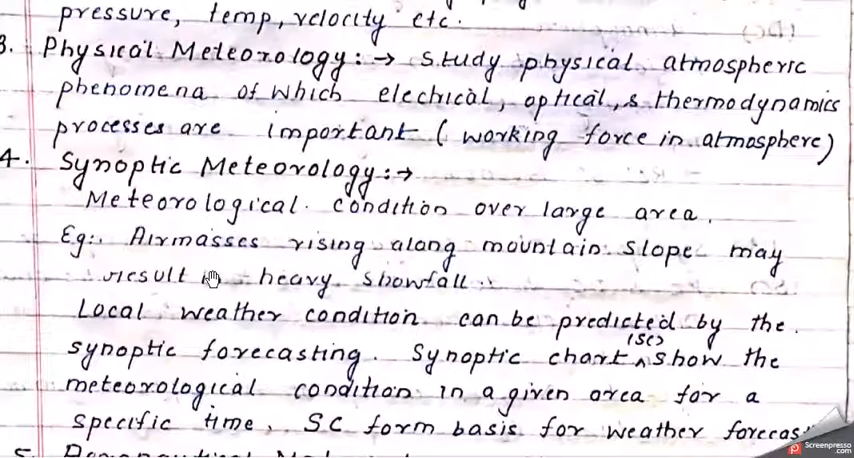 pressure, temp, velocity etc.
3. Physical Meteorology :→ study physical atmospheric
phenomena of which elechical, optical, & thermodynamics
processes are important ( working force in atmosphere)
4. Synoptic Meteorology :→
Meteorological condition over large area.
Eg:. Airmasses rising along mountain slope may
result in heavy snowfall.
Local weather condition can be predicted by the
synoptic forecasting. Synoptic chart ^ (SC) show the
meteorological condition in a given area for a
specific time. SC form basis for weather forecas
5.
Screenpresso
.com